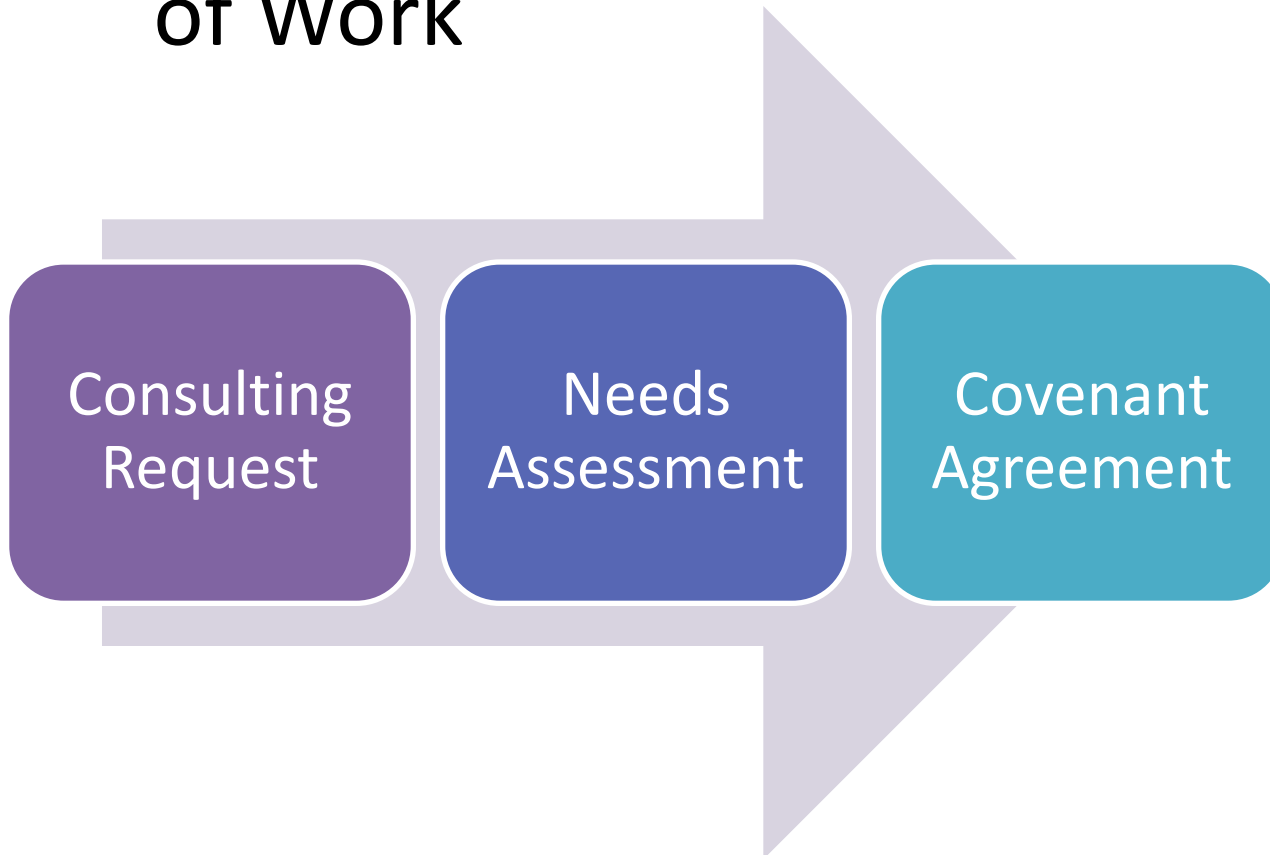 of Work
Consulting
Request
Needs
Assessment
Covenant
Agreement